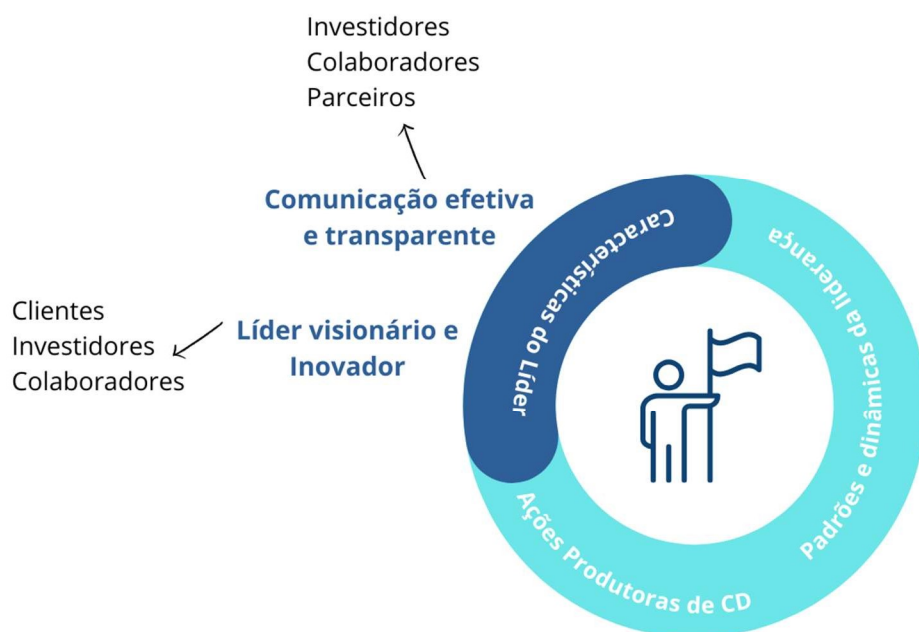 Investidores
Colaboradores
Parceiros
Comunicação efetiva
e transparente
Clientes
Investidores
Colaboradores
Líder visionário e
Inovador
Características do Líder
Padrões e dinâmicas da liderança
Ações Produtoras de CD